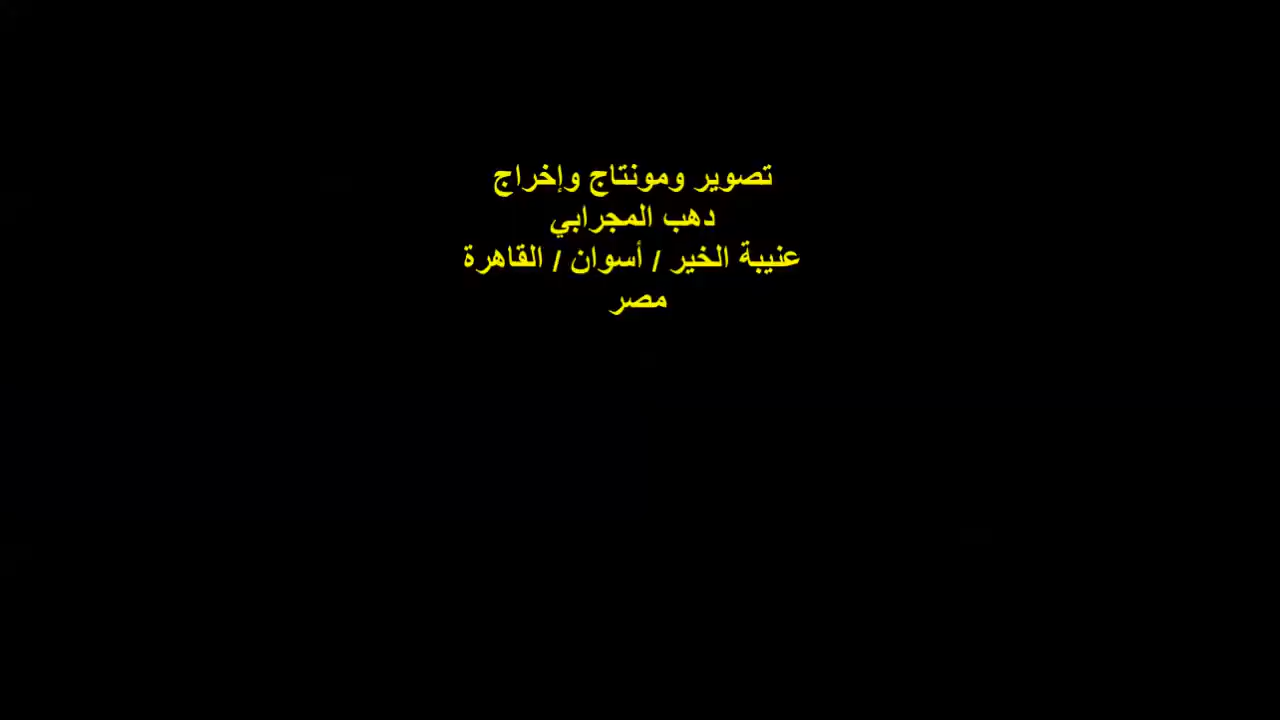 تصوير ومونتاج وإخراج
دهب المجرابي
عنيبة الخير / أسوان / القاهرة
مصر